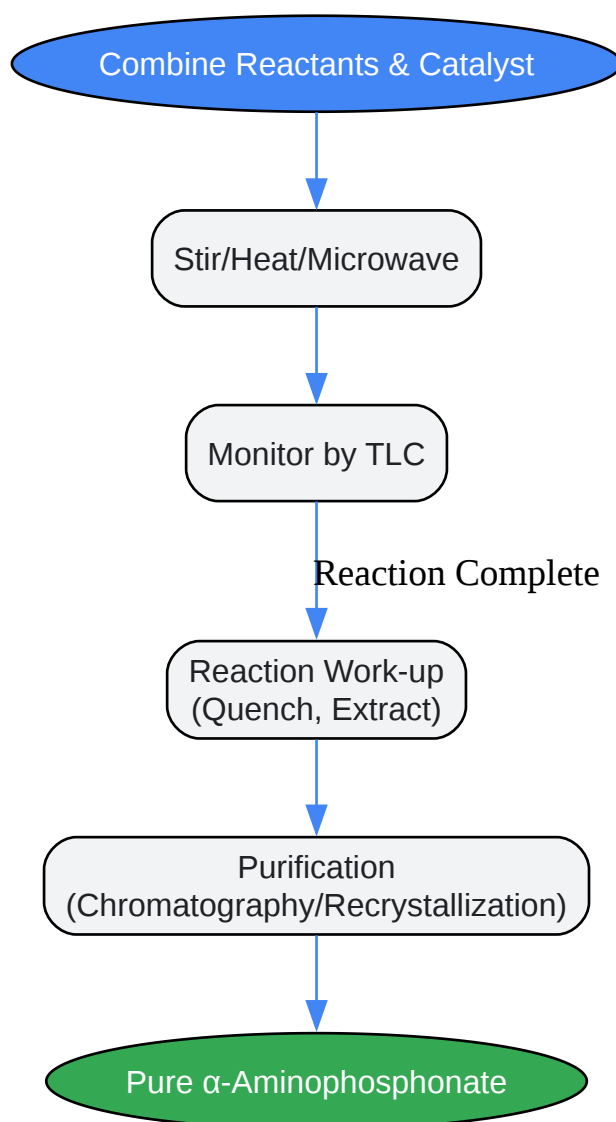 Combine Reactants & Catalyst
Stir/Heat/Microwave
Monitor by TLC
Reaction Complete
Reaction Work-up
(Quench, Extract)
Purification
(Chromatography/Recrystallization)
Pure α-Aminophosphonate